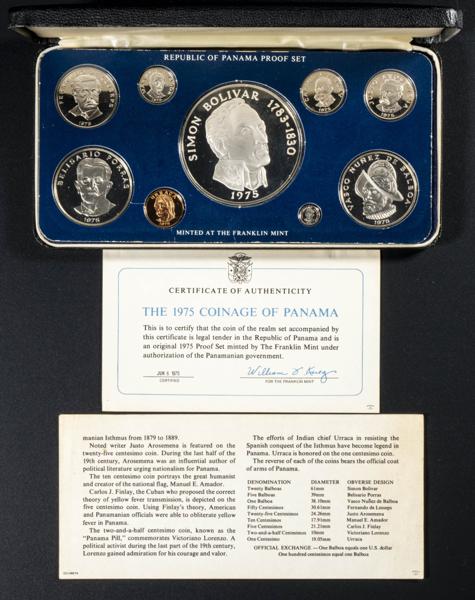 REPUBLIC OF PANAMA PROOF SET
SIMON BOLIVAR 1783-1830
1975
BELISARIO PORRAS
1975
VASCO NUÑEZ DE BALBOA
1975
1975
URRACA
MINTED AT THE FRANKLIN MINT
CERTIFICATE OF AUTHENTICITY
THE 1975 COINAGE OF PANAMA
This is to certify that the coin of the realm set accompanied
by this certificate is legal tender in the Republic of Panama and is
an original 1975 Proof Set minted by The Franklin Mint under
authorization of the Panamanian government.
JUN 6 1975
CERTIFIED
FOR THE FRANKLIN MINT
manian Isthmus from 1879 to 1889.
Noted writer Justo Arosemena is featured on the
twenty-five centesimo coin. During the last half of the
19th century, Arosemena was an influential author of
political literature urging nationalism for Panama.
The ten centesimo coin portrays the great humanist
and creator of the national flag, Manuel E. Amador.
Carlos J. Finlay, the Cuban who proposed the correct
theory of yellow fever transmission, is depicted on the
five centesimo coin. Using Finlay's theory, American
and Panamanian officials were able to obliterate yellow
fever in Panama.
The two-and-a-half centesimo coin, known as the
"Panama Pill," commemorates Victoriano Lorenzo. A
political activist during the last part of the 19th century,
Lorenzo gained admiration for his courage and valor.
The efforts of Indian chief Urraca in resisting the
Spanish conquest of the Isthmus have become legend in
Panama. Urraca is honored on the one centesimo coin.
The reverse of each of the coins bears the official coat
of arms of Panama.
DENOMINATION DIAMETER OBVERSE DESIGN
Twenty Balboas 61mm Simon Bolivar
Five Balboas 39mm Belisario Porras
One Balboa 38.10mm Vasco Nuñez de Balboa
Fifty Centesimos 30.61mm Fernando de Lesseps
Twenty-five Centesimos 24.26mm Justo Arosemena
Ten Centesimos 17.91mm Manuel E. Amador
Five Centesimos 21.21mm Carlos J. Finlay
Two-and-a-half Centesimos 10mm Victoriano Lorenzo
One Centesimo 19.05mm Urraca
OFFICIAL EXCHANGE — One Balboa equals one U.S. dollar
One hundred centesimos equal one balboa